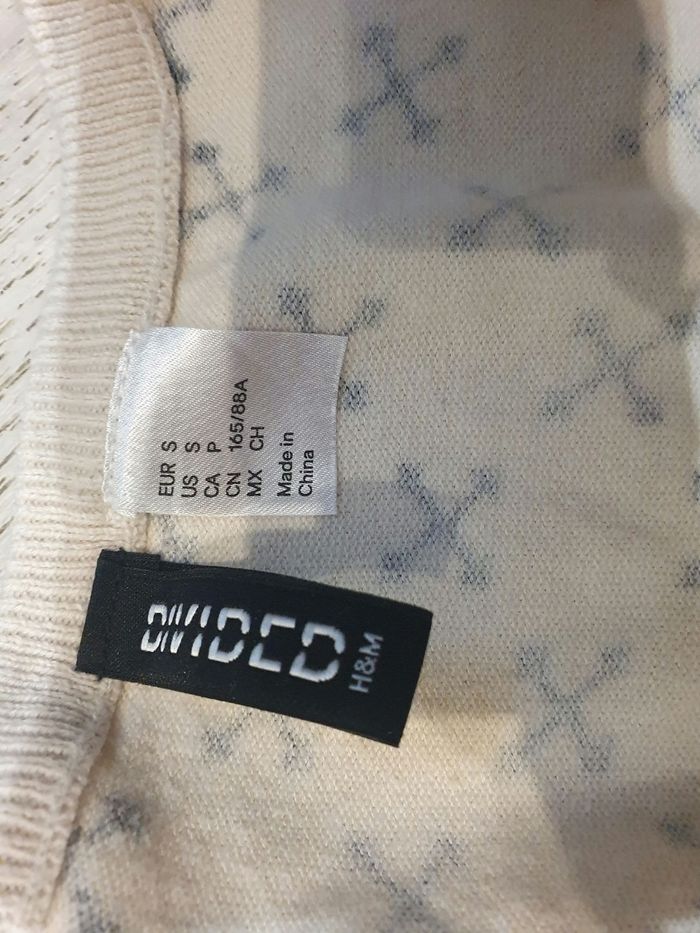 EUR S
US S
CA P
CN 165/88A
MX CH
Made in
China
DIVIDED
H&M